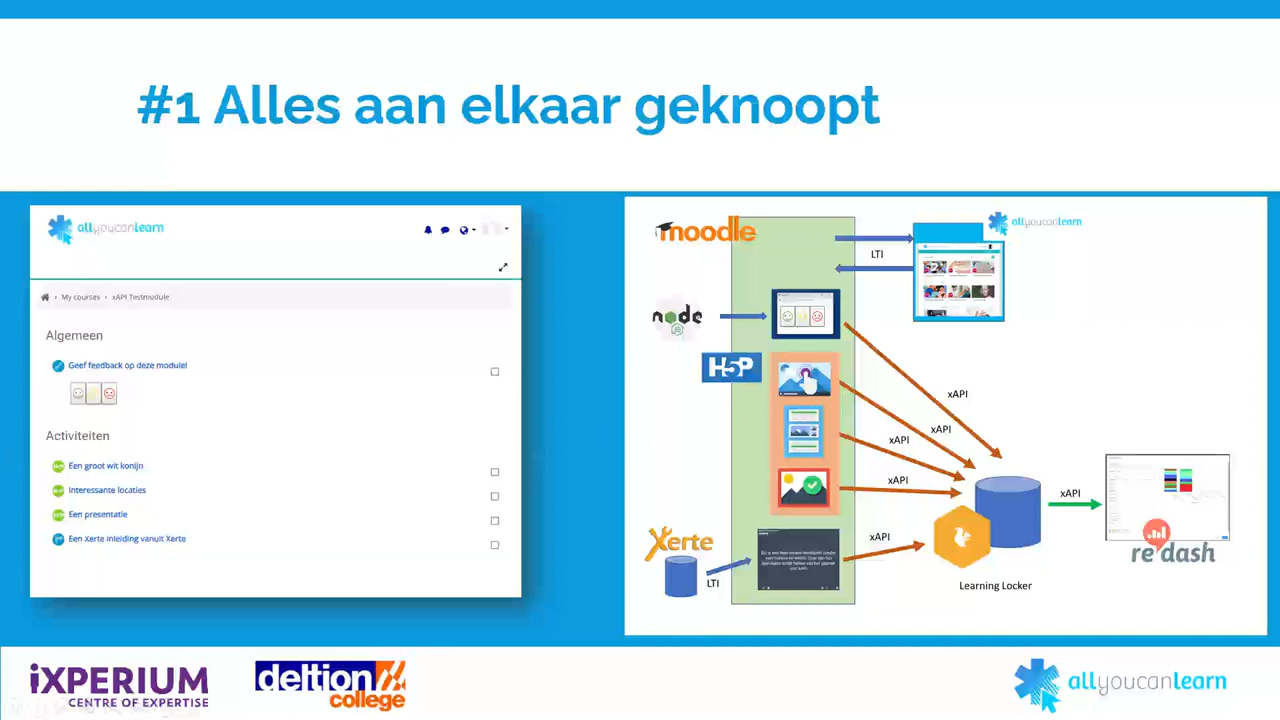 #1 Alles aan elkaar geknoopt
allyoucanlearn
My courses › xAPI Testmodule
Algemeen
Geef feedback op deze module!
Activiteiten
Een groot wit konijn
Interessante locaties
Een presentatie
Een Xerte inleiding vanuit Xerte
moodle
LTI
allyoucanlearn
node
H5P
xAPI
xAPI
xAPI
xAPI
xAPI
xAPI
Xerte
LTI
Learning Locker
re:dash
iXPERIUM
CENTRE OF EXPERTISE
deltion
college
allyoucanlearn